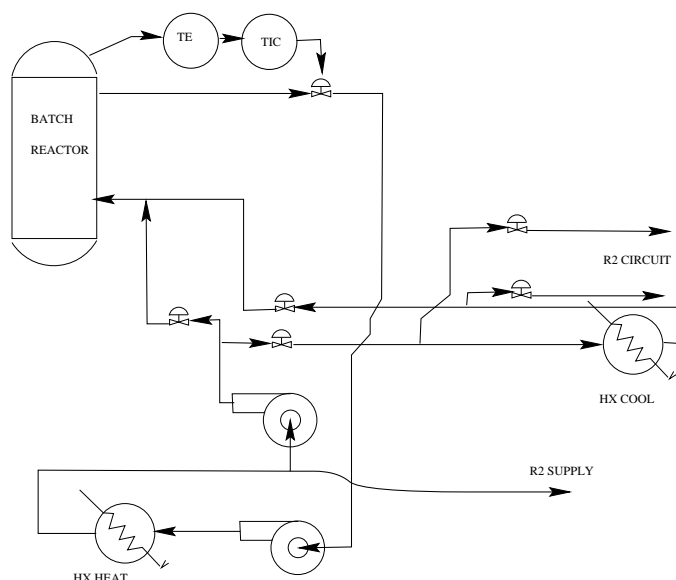 TE
TIC
BATCH
REACTOR
R2 CIRCUIT
HX COOL
R2 SUPPLY
HX HEAT